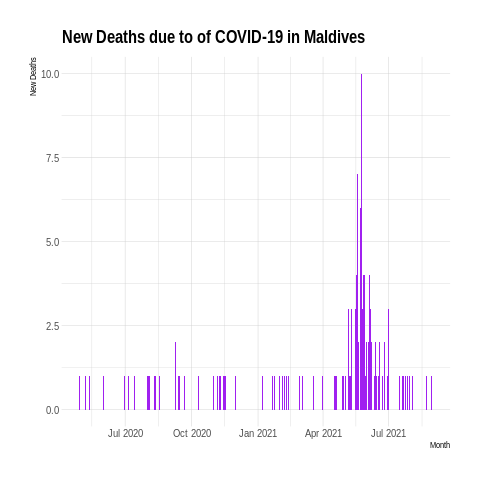 New Deaths due to of COVID-19 in Maldives
New Deaths
10.0
7.5
5.0
2.5
0.0
Jul 2020 Oct 2020 Jan 2021 Apr 2021 Jul 2021
Month